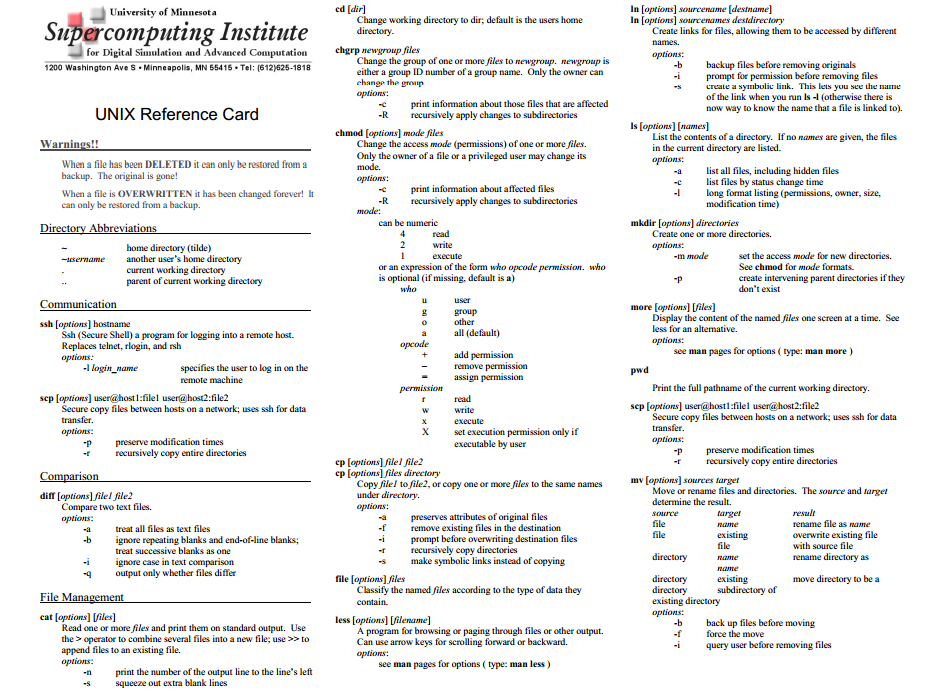 University of Minnesota
Supercomputing Institute
for Digital Simulation and Advanced Computation
1200 Washington Ave S • Minneapolis, MN 55415 • Tel: (612)625-1818
UNIX Reference Card
Warnings!!
When a file has been DELETED it can only be restored from a
backup. The original is gone!
When a file is OVERWRITTEN it has been changed forever! It
can only be restored from a backup.
Directory Abbreviations
~ home directory (tilde)
~username another user's home directory
. current working directory
.. parent of current working directory
Communication
ssh [options] hostname
Ssh (Secure Shell) a program for logging into a remote host.
Replaces telnet, rlogin, and rsh
options:
-l login_name specifies the user to log in on the
remote machine
scp [options] user@host1:file1 user@host2:file2
Secure copy files between hosts on a network; uses ssh for data
transfer.
options:
-p preserve modification times
-r recursively copy entire directories
Comparison
diff [options] file1 file2
Compare two text files.
options:
-a treat all files as text files
-b ignore repeating blanks and end-of-line blanks;
treat successive blanks as one
-i ignore case in text comparison
-q output only whether files differ
File Management
cat [options] [files]
Read one or more files and print them on standard output. Use
the > operator to combine several files into a new file; use >> to
append files to an existing file.
options:
-n print the number of the output line to the line's left
-s squeeze out extra blank lines
cd [dir]
Change working directory to dir; default is the users home
directory.
chgrp newgroup files
Change the group of one or more files to newgroup. newgroup is
either a group ID number of a group name. Only the owner can
change the group
options:
-c print information about those files that are affected
-R recursively apply changes to subdirectories
chmod [options] mode files
Change the access mode (permissions) of one or more files.
Only the owner of a file or a privileged user may change its
mode.
options:
-c print information about affected files
-R recursively apply changes to subdirectories
mode:
can be numeric
4 read
2 write
1 execute
or an expression of the form who opcode permission. who
is optional (if missing, default is a)
who
u user
g group
o other
a all (default)
opcode
+ add permission
– remove permission
= assign permission
permission
r read
w write
x execute
X set execution permission only if
executable by user
cp [options] file1 file2
cp [options] files directory
Copy file1 to file2, or copy one or more files to the same names
under directory.
options:
-a preserves attributes of original files
-f remove existing files in the destination
-i prompt before overwriting destination files
-r recursively copy directories
-s make symbolic links instead of copying
file [options] files
Classify the named files according to the type of data they
contain.
less [options] [filename]
A program for browsing or paging through files or other output.
Can use arrow keys for scrolling forward or backward.
options:
see man pages for options ( type: man less )
ln [options] sourcename [destname]
ln [options] sourcenames destdirectory
Create links for files, allowing them to be accessed by different
names.
options:
-b backup files before removing originals
-i prompt for permission before removing files
-s create a symbolic link. This lets you see the name
of the link when you run ls -l (otherwise there is
now way to know the name that a file is linked to).
ls [options] [names]
List the contents of a directory. If no names are given, the files
in the current directory are listed.
options:
-a list all files, including hidden files
-c list files by status change time
-l long format listing (permissions, owner, size,
modification time)
mkdir [options] directories
Create one or more directories.
options:
-m mode set the access mode for new directories.
See chmod for mode formats.
-p create intervening parent directories if they
don't exist
more [options] [files]
Display the content of the named files one screen at a time. See
less for an alternative.
options:
see man pages for options ( type: man more )
pwd
Print the full pathname of the current working directory.
scp [options] user@host1:file1 user@host2:file2
Secure copy files between hosts on a network; uses ssh for data
transfer.
options:
-p preserve modification times
-r recursively copy entire directories
mv [options] sources target
Move or rename files and directories. The source and target
determine the result.
source target result
file name rename file as name
file existing overwrite existing file
file with source file
directory name rename directory as
name
directory existing move directory to be a
directory subdirectory of
existing directory
options:
-b back up files before moving
-f force the move
-i query user before removing files